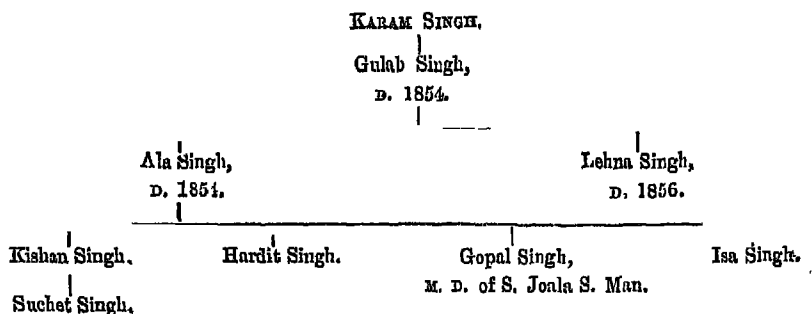 KARAM SINGH.
Gulab Singh,
D. 1854.
Ala Singh,
D. 1854.
Lehna Singh,
D. 1856.
Kishan Singh.
Hardit Singh.
Gopal Singh,
M. D. of S. Joala S. Man.
Isa Singh.
Suchet Singh,